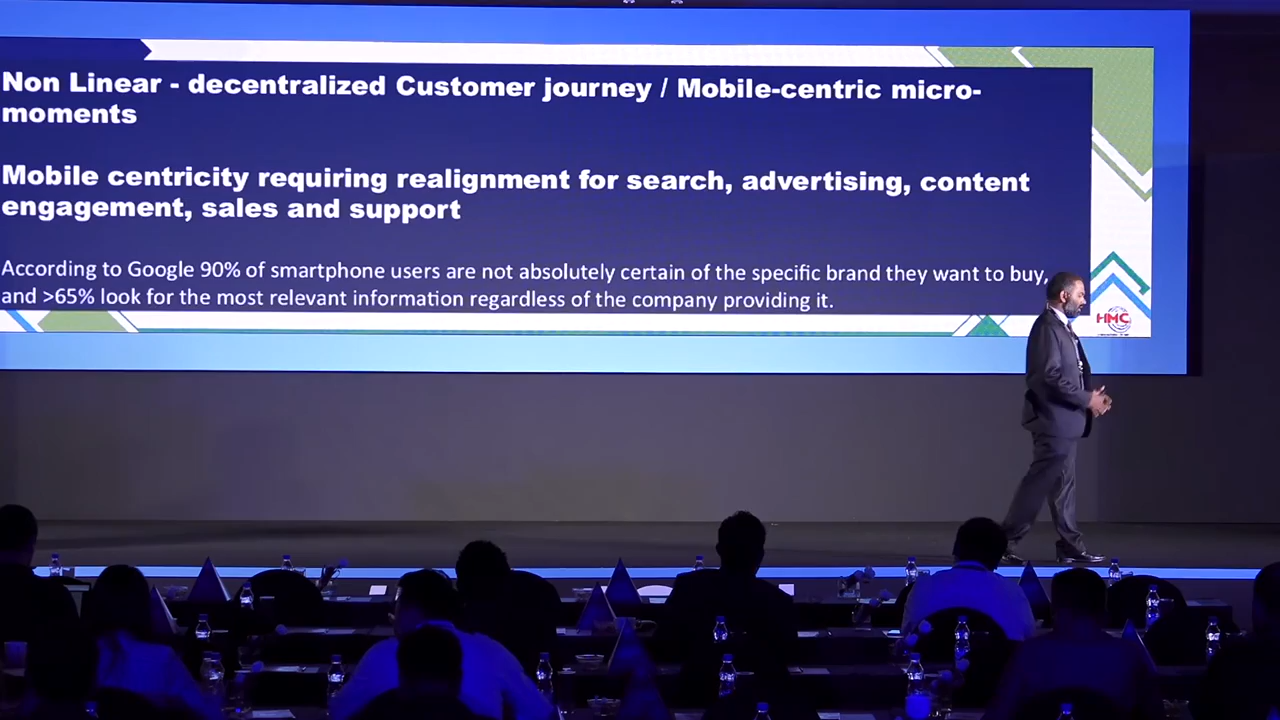 Non Linear - decentralized Customer journey / Mobile-centric micro-
moments
Mobile centricity requiring realignment for search, advertising, content
engagement, sales and support
According to Google 90% of smartphone users are not absolutely certain of the specific brand they want to buy,
and >65% look for the most relevant information regardless of the company providing it.
HMC